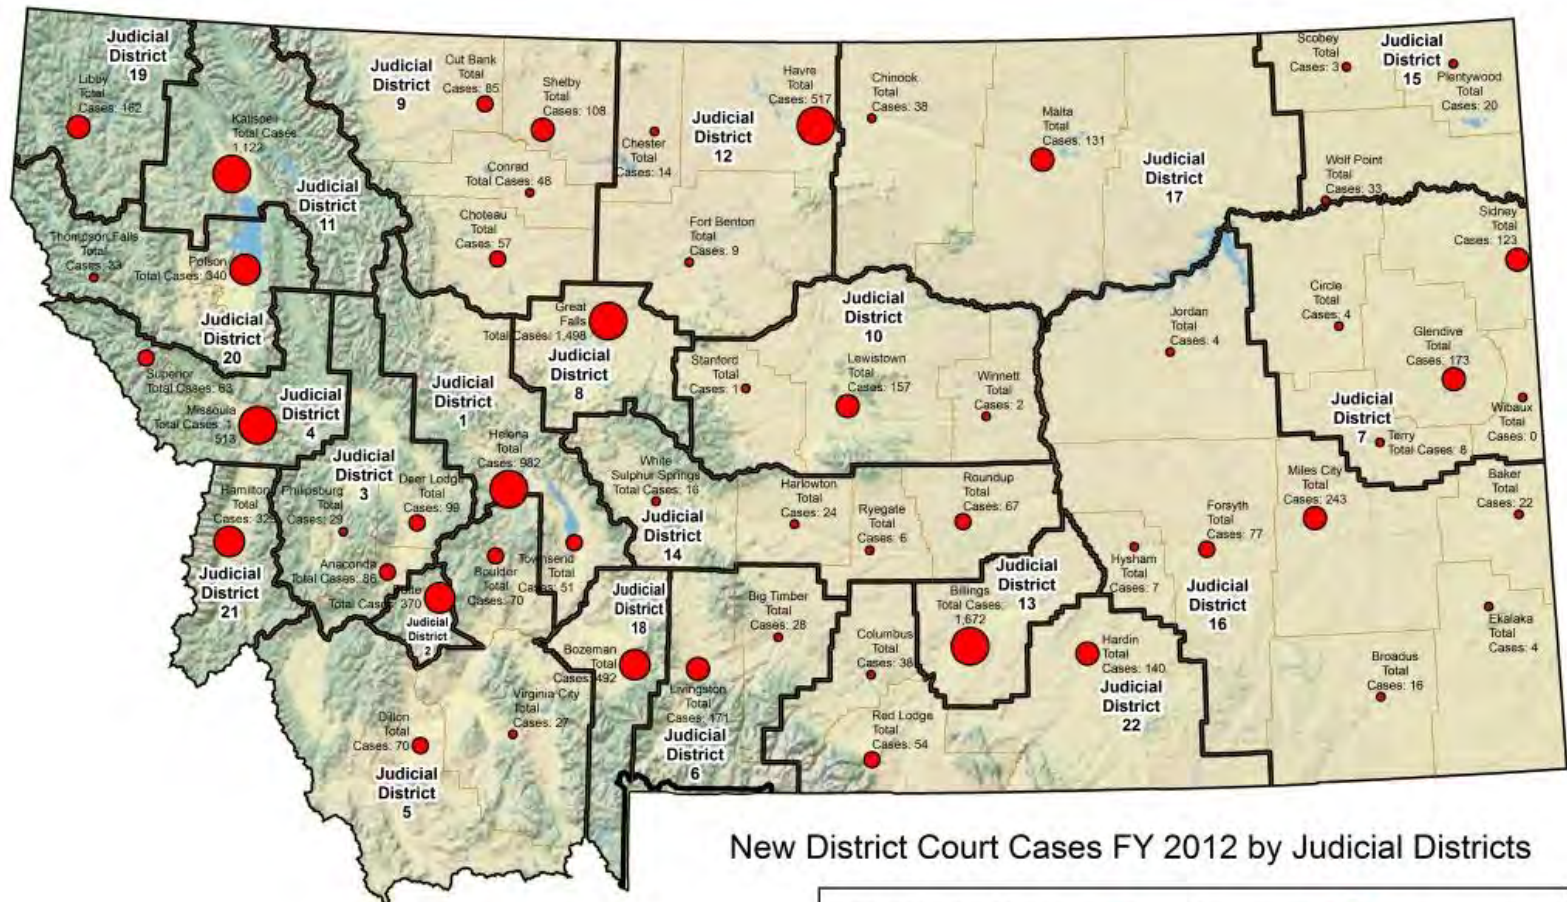 Judicial
District
19
Libby
Total
Cases: 162
Kalispell
Total Cases
1,122
Judicial
District
11
Judicial
District
9
Cut Bank
Total
Cases: 85
Shelby
Total
Cases: 108
Conrad
Total Cases: 48
Choteau
Total
Cases: 57
Chester
Total
Cases: 14
Judicial
District
12
Havre
Total
Cases: 517
Fort Benton
Total
Cases: 9
Chinook
Total
Cases: 38
Malta
Total
Cases: 131
Judicial
District
17
Scobey
Total
Cases: 3
Judicial
District
15
Plentywood
Total
Cases: 20
Wolf Point
Total
Cases: 33
Sidney
Total
Cases: 123
Thompson Falls
Total
Cases: 33
Polson
Total Cases: 340
Judicial
District
20
Superior
Total Cases: 63
Missoula
Total Cases: 1
513
Judicial
District
4
Judicial
District
1
Great
Falls
Total Cases: 1,498
Judicial
District
8
Judicial
District
10
Stanford
Total
Cases: 1
Lewistown
Total
Cases: 157
Winnett
Total
Cases: 2
Jordan
Total
Cases: 4
Circle
Total
Cases: 4
Glendive
Total
Cases: 173
Judicial
District
7
Terry
Total Cases: 8
Wibaux
Total
Cases: 0
Helena
Total
Cases: 982
Judicial
District
3
Deer Lodge
Total
Cases: 99
Philipsburg
Total
Cases: 29
Hamilton
Total
Cases:
Judicial
District
21
Anaconda
Total Cases: 86
Butte
Total Cases: 370
Judicial
District
2
Boulder
Total
Cases: 70
Townsend
Total
Cases: 51
White
Sulphur Springs
Total Cases: 16
Judicial
District
14
Harlowton
Total
Cases: 24
Ryegate
Total
Cases: 6
Roundup
Total
Cases: 67
Judicial
District
13
Billings
Total Cases:
1,672
Hysham
Total
Cases: 7
Forsyth
Total
Cases: 77
Miles City
Total
Cases: 243
Baker
Total
Cases: 22
Judicial
District
16
Ekalaka
Total
Cases: 4
Broadus
Total
Cases: 16
Hardin
Total
Cases: 140
Judicial
District
22
Columbus
Total
Cases: 38
Red Lodge
Total
Cases: 54
Big Timber
Total
Cases: 28
Judicial
District
18
Bozeman
Total
Cases: 492
Livingston
Total
Cases: 171
Judicial
District
6
Virginia City
Total
Cases: 27
Dillon
Total
Cases: 70
Judicial
District
5
New District Court Cases FY 2012 by Judicial Districts